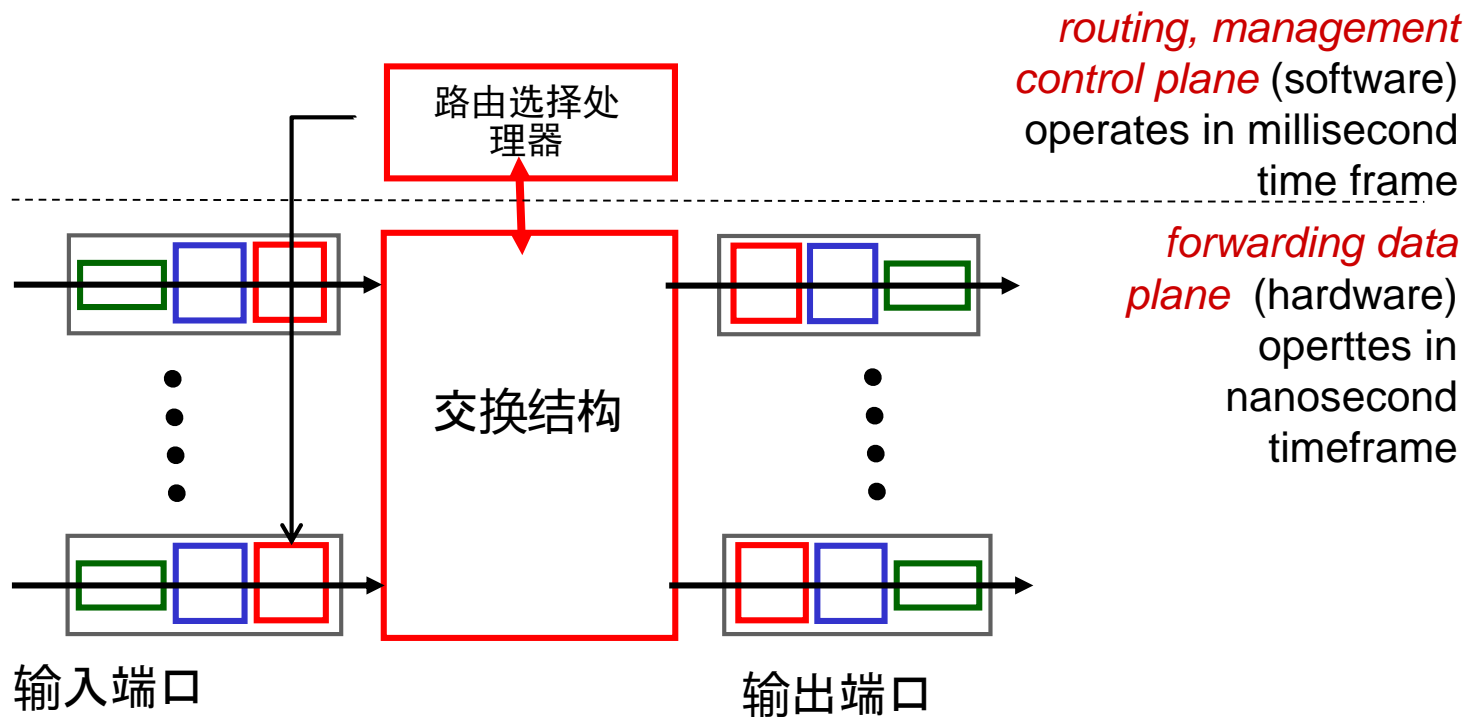 routing, management
control plane (software)
operates in millisecond
time frame
路由选择处
理器
forwarding data
plane (hardware)
operttes in
nanosecond
timeframe
交换结构
输入端口
输出端口